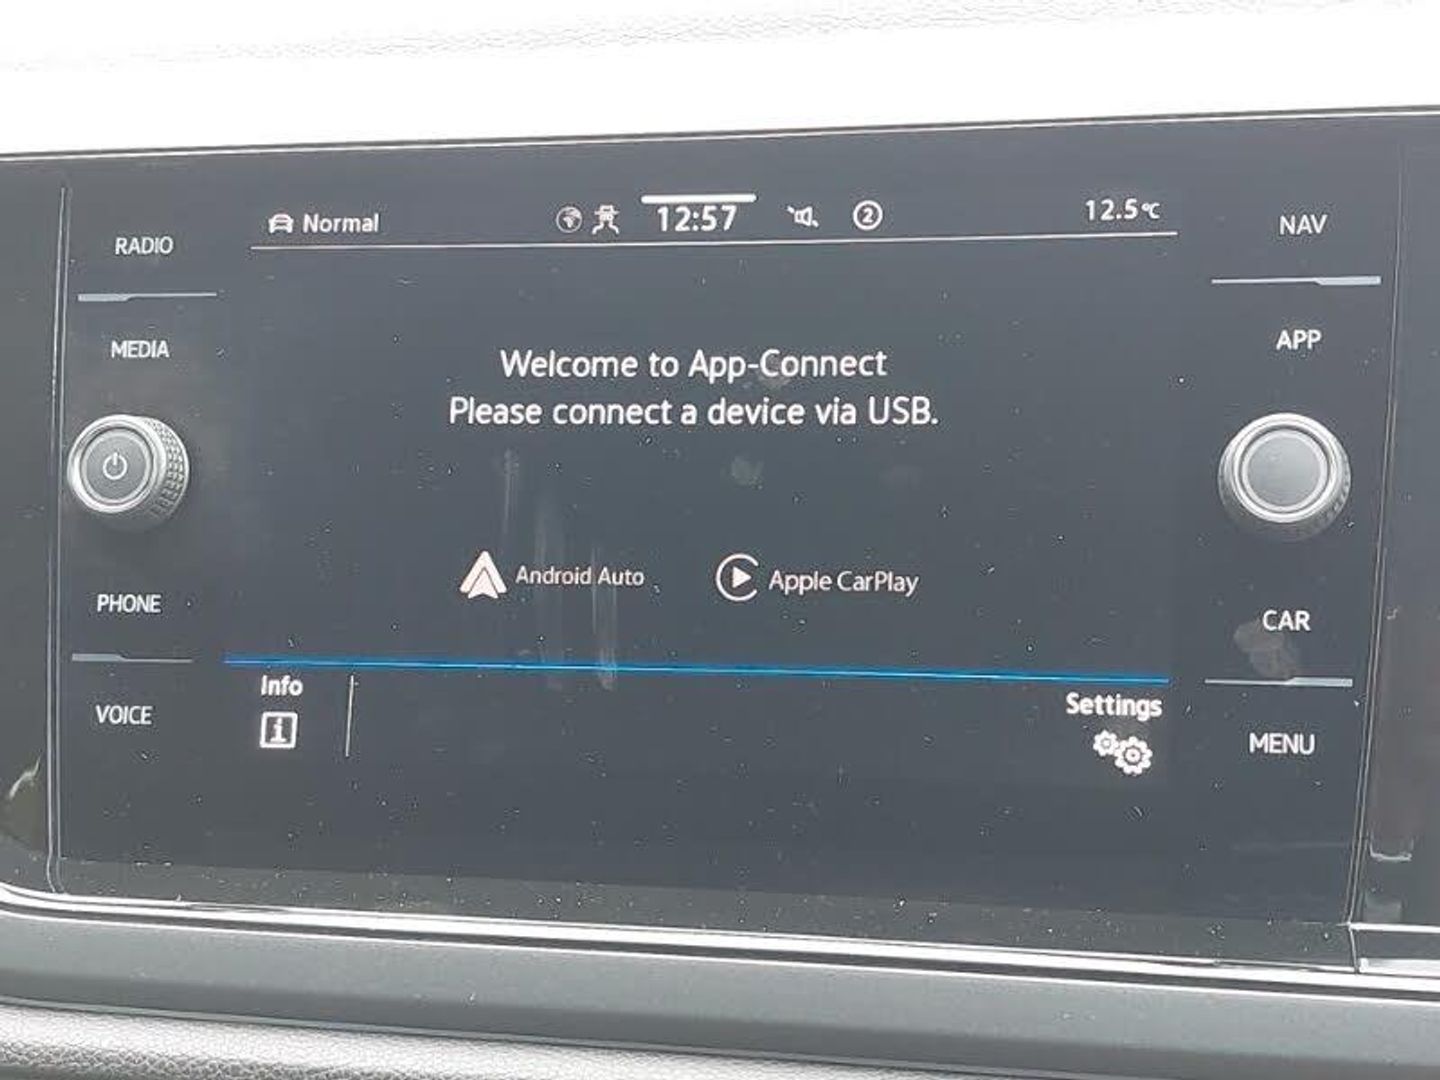 Normal
12:57
2
12.5°C
RADIO
MEDIA
PHONE
VOICE
Welcome to App-Connect
Please connect a device via USB.
Android Auto
Apple CarPlay
Info
i
Settings
NAV
APP
CAR
MENU